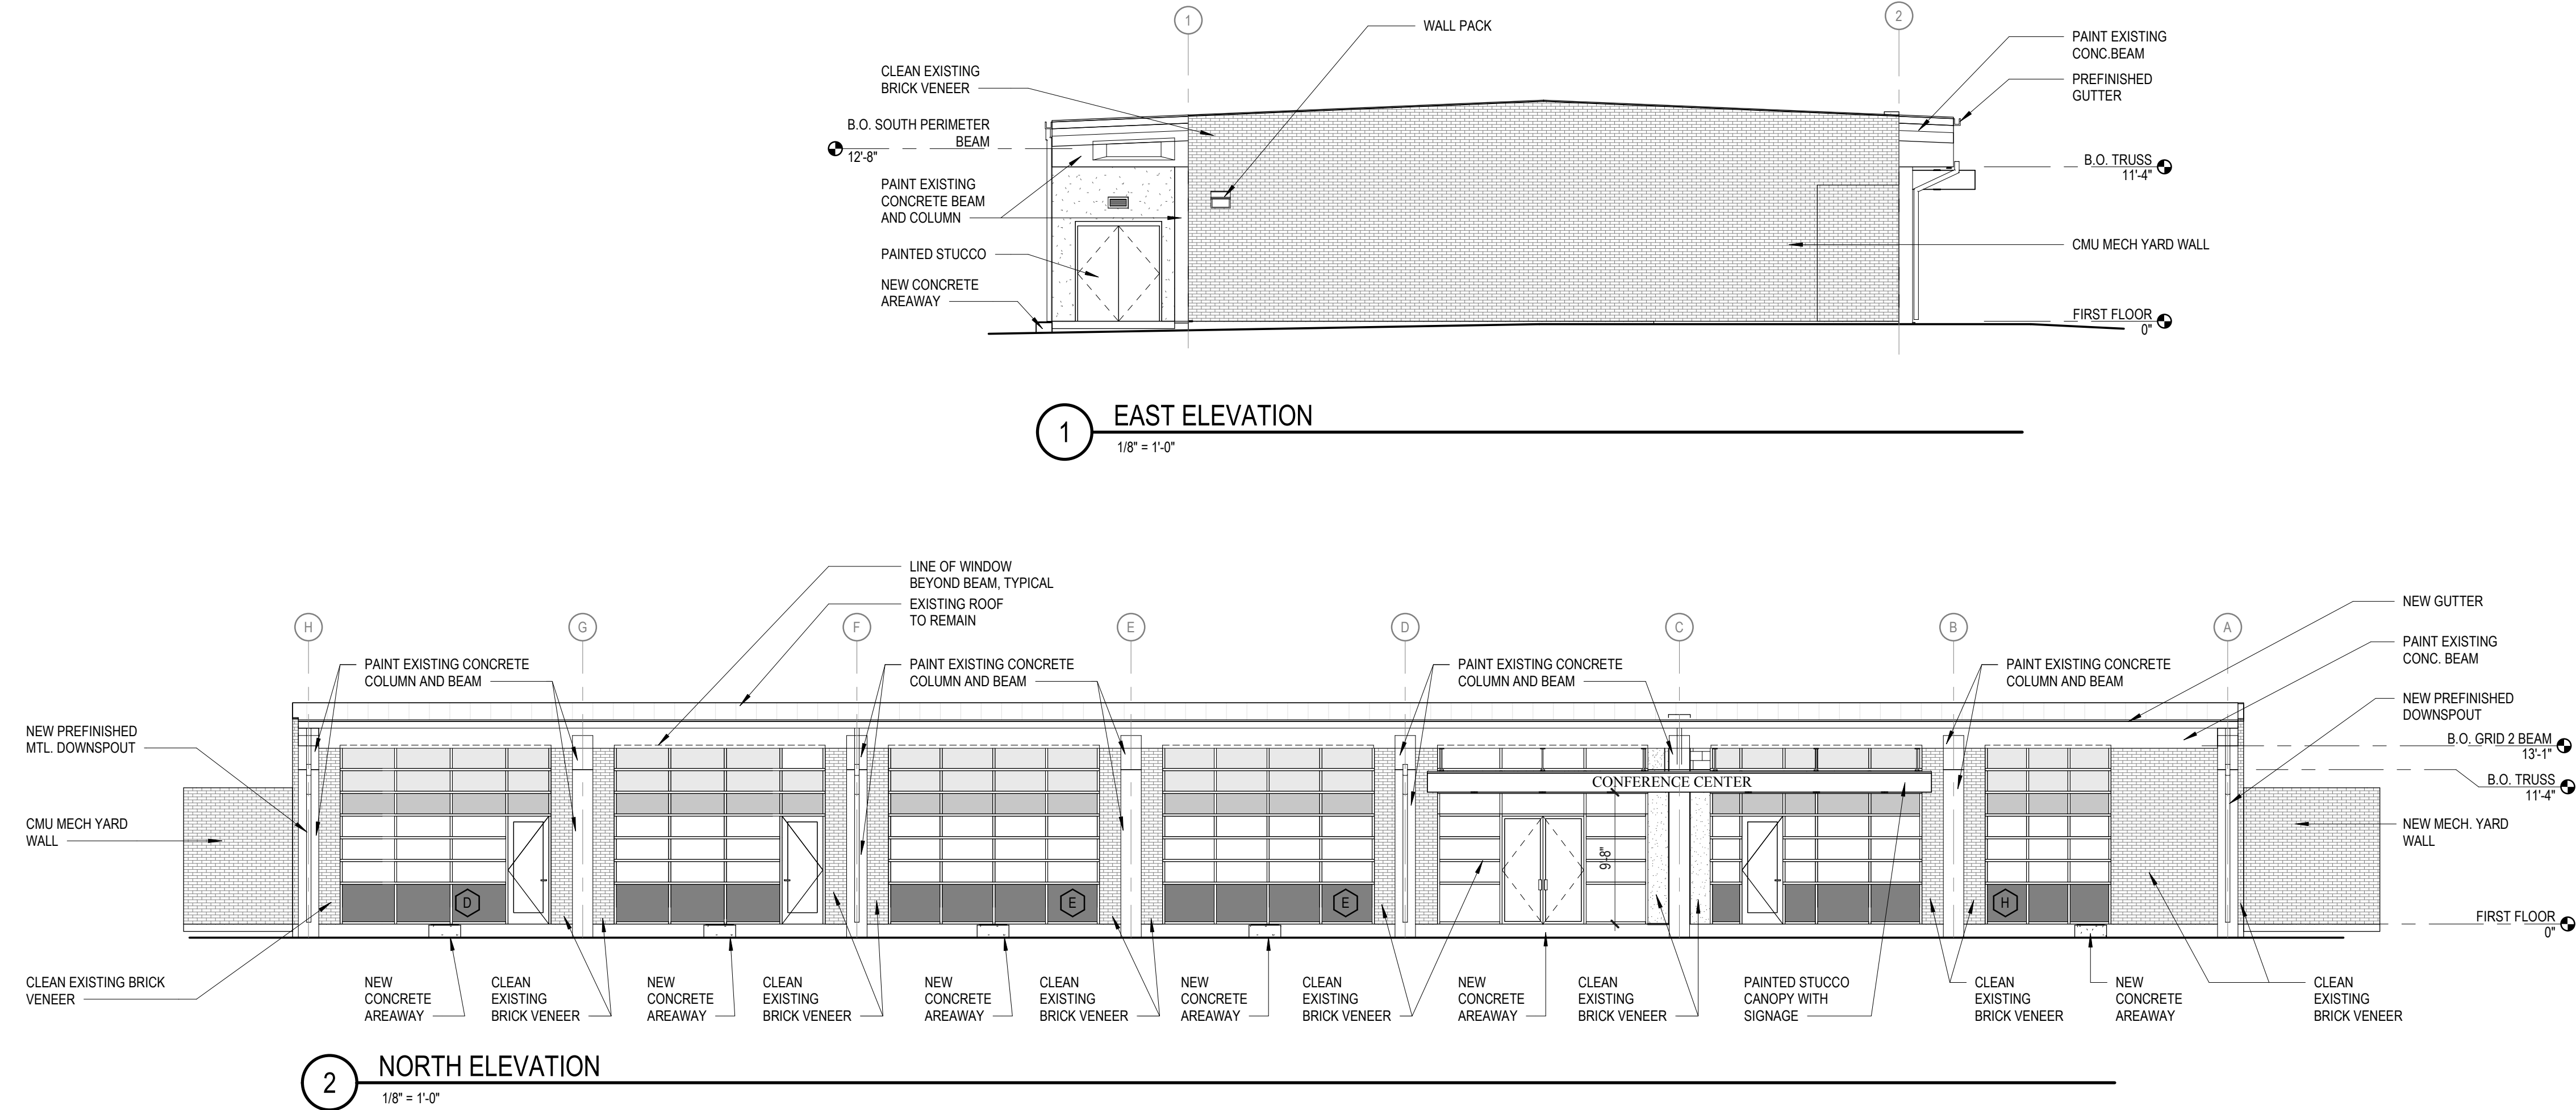 1
2
WALL PACK
PAINT EXISTING
CONC.BEAM
PREFINISHED
GUTTER
CLEAN EXISTING
BRICK VENEER
B.O. SOUTH PERIMETER
BEAM
12'-8"
B.O. TRUSS
11'-4"
PAINT EXISTING
CONCRETE BEAM
AND COLUMN
PAINTED STUCCO
CMU MECH YARD WALL
NEW CONCRETE
AREAWAY
FIRST FLOOR
0"
1
EAST ELEVATION
1/8" = 1'-0"
LINE OF WINDOW
BEYOND BEAM, TYPICAL
EXISTING ROOF
TO REMAIN
H
G
F
E
D
C
B
A
NEW GUTTER
PAINT EXISTING
CONC. BEAM
PAINT EXISTING CONCRETE
COLUMN AND BEAM
PAINT EXISTING CONCRETE
COLUMN AND BEAM
PAINT EXISTING CONCRETE
COLUMN AND BEAM
PAINT EXISTING CONCRETE
COLUMN AND BEAM
NEW PREFINISHED
DOWNSPOUT
NEW PREFINISHED
MTL. DOWNSPOUT
B.O. GRID 2 BEAM
13'-1"
B.O. TRUSS
11'-4"
CONFERENCE CENTER
CMU MECH YARD
WALL
NEW MECH. YARD
WALL
9'-8"
D
E
E
H
FIRST FLOOR
0"
CLEAN EXISTING BRICK
VENEER
NEW
CONCRETE
AREAWAY
CLEAN
EXISTING
BRICK VENEER
NEW
CONCRETE
AREAWAY
CLEAN
EXISTING
BRICK VENEER
NEW
CONCRETE
AREAWAY
CLEAN
EXISTING
BRICK VENEER
NEW
CONCRETE
AREAWAY
CLEAN
EXISTING
BRICK VENEER
NEW
CONCRETE
AREAWAY
CLEAN
EXISTING
BRICK VENEER
PAINTED STUCCO
CANOPY WITH
SIGNAGE
CLEAN
EXISTING
BRICK VENEER
NEW
CONCRETE
AREAWAY
CLEAN
EXISTING
BRICK VENEER
2
NORTH ELEVATION
1/8" = 1'-0"